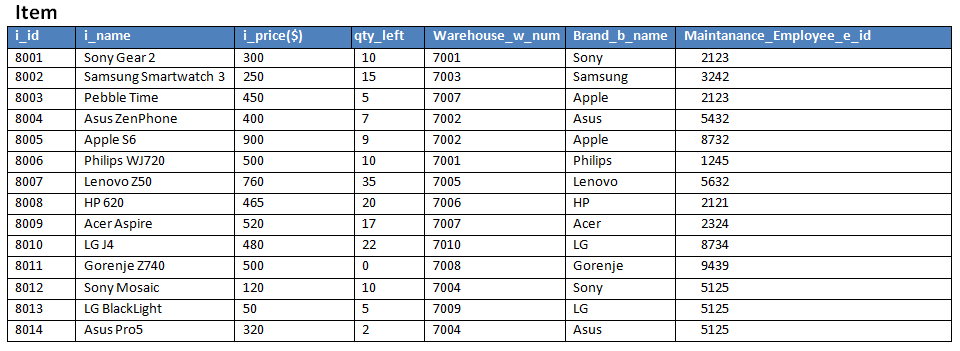 Item
i_id i_name i_price($) qty_left Warehouse_w_num Brand_b_name Maintanance_Employee_e_id
8001 Sony Gear 2 300 10 7001 Sony 2123
8002 Samsung Smartwatch 3 250 15 7003 Samsung 3242
8003 Pebble Time 450 5 7007 Apple 2123
8004 Asus ZenPhone 400 7 7002 Asus 5432
8005 Apple S6 900 9 7002 Apple 8732
8006 Philips WJ720 500 10 7001 Philips 1245
8007 Lenovo Z50 760 35 7005 Lenovo 5632
8008 HP 620 465 20 7006 HP 2121
8009 Acer Aspire 520 17 7007 Acer 2324
8010 LG J4 480 22 7010 LG 8734
8011 Gorenje Z740 500 0 7008 Gorenje 9439
8012 Sony Mosaic 120 10 7004 Sony 5125
8013 LG BlackLight 50 5 7009 LG 5125
8014 Asus Pro5 320 2 7004 Asus 5125